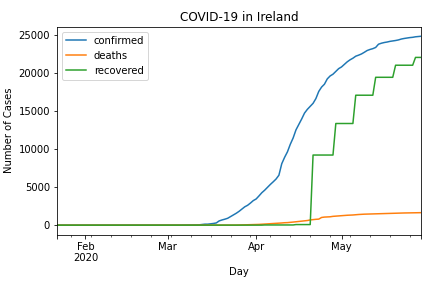 COVID-19 in Ireland
confirmed
deaths
recovered
Number of Cases
25000
20000
15000
10000
5000
0
Feb
2020
Mar
Apr
May
Day